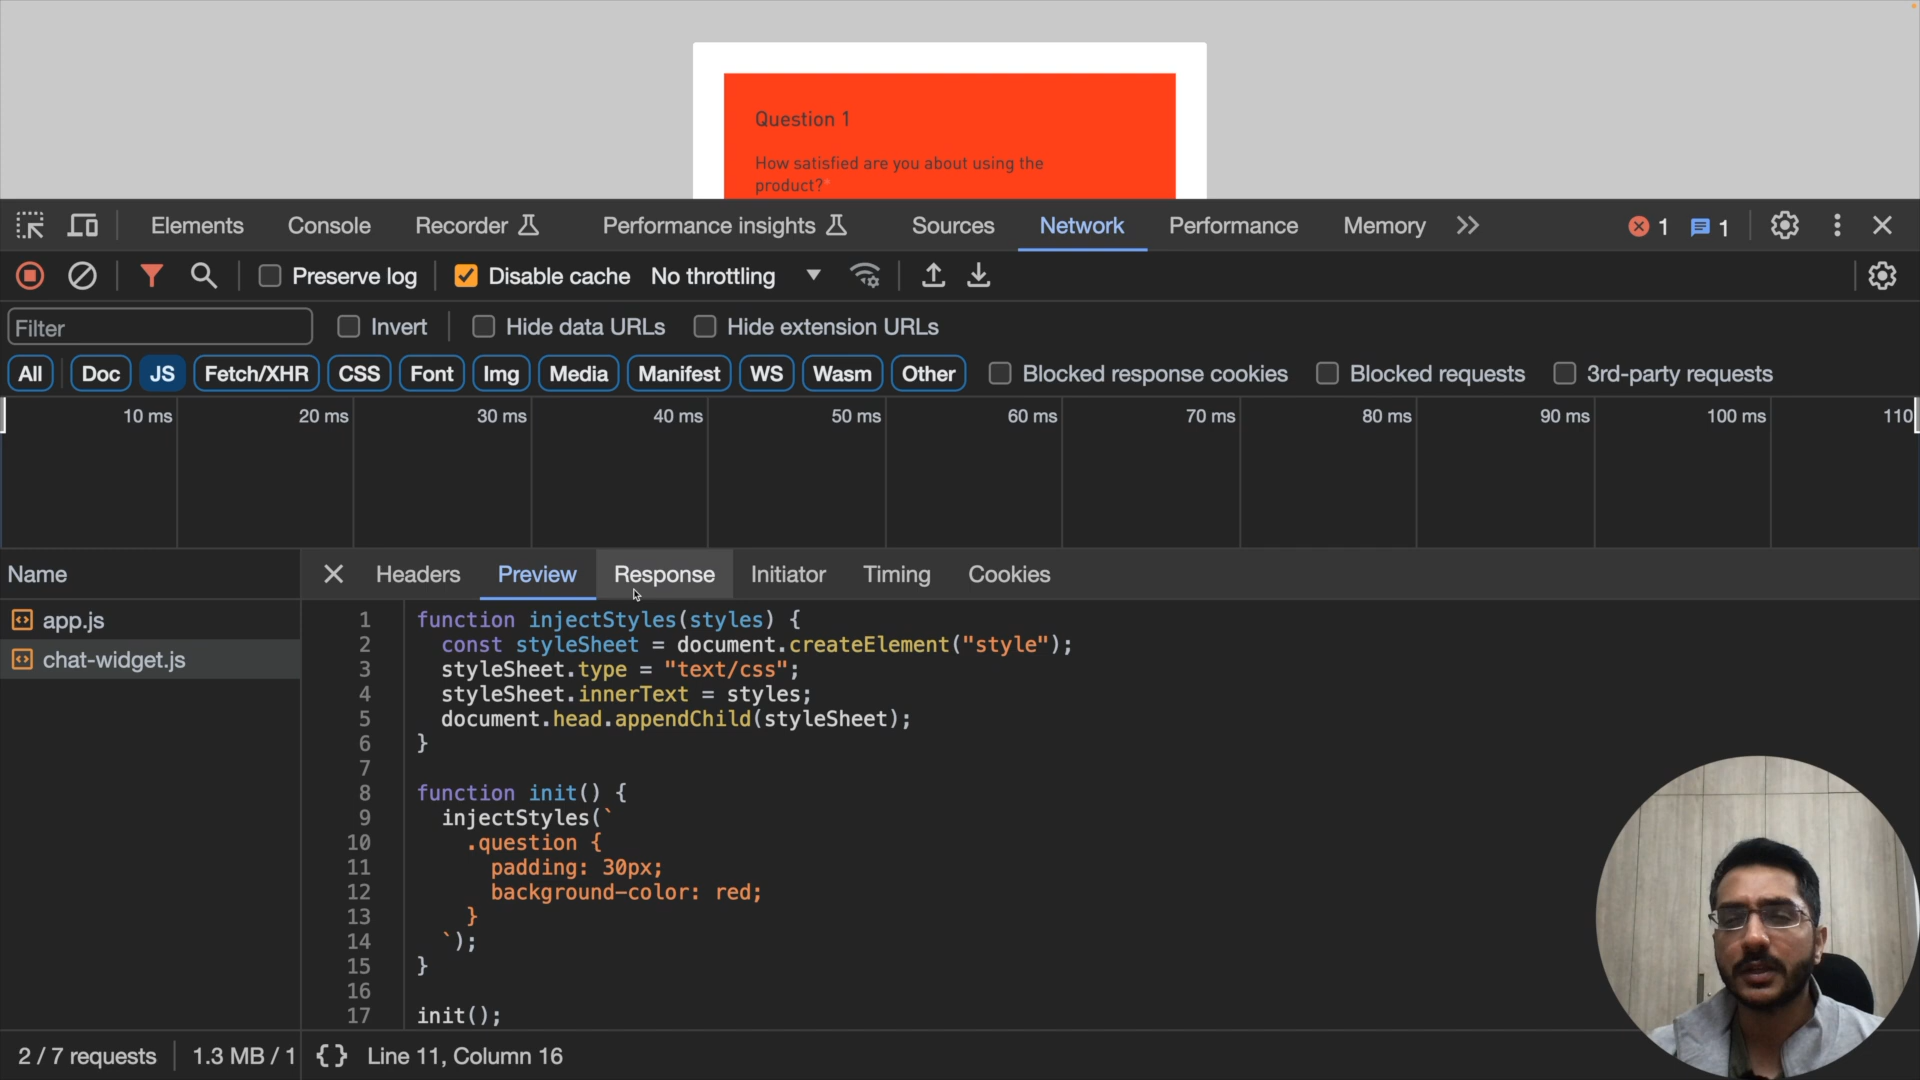 Question 1
How satisfied are you about using the
product?*
Elements Console Recorder Performance insights Sources Network Performance Memory 1 1
Preserve log Disable cache No throttling
Filter Invert Hide data URLs Hide extension URLs
All Doc JS Fetch/XHR CSS Font Img Media Manifest WS Wasm Other Blocked response cookies Blocked requests 3rd-party requests
10 ms 20 ms 30 ms 40 ms 50 ms 60 ms 70 ms 80 ms 90 ms 100 ms 110
Name Headers Preview Response Initiator Timing Cookies
app.js
chat-widget.js
1 function injectStyles(styles) {
2 const styleSheet = document.createElement("style");
3 styleSheet.type = "text/css";
4 styleSheet.innerText = styles;
5 document.head.appendChild(styleSheet);
6 }
7
8 function init() {
9 injectStyles(`
10 .question {
11 padding: 30px;
12 background-color: red;
13 }
14 `);
15 }
16
17 init();
2 / 7 requests 1.3 MB / 1 {} Line 11, Column 16